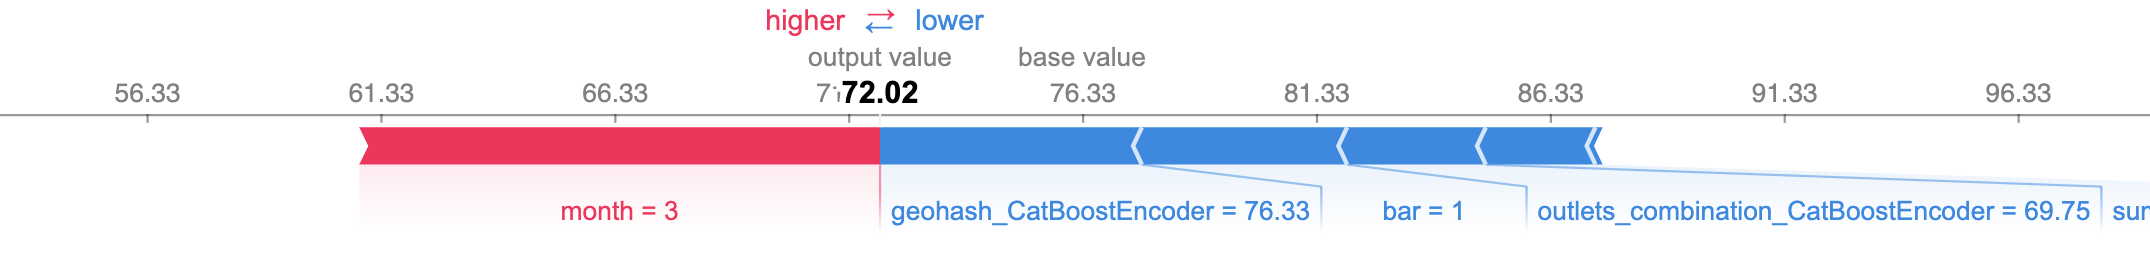 higher ⇄ lower
output value base value
56.33 61.33 66.33 72.02 76.33 81.33 86.33 91.33 96.33
month = 3 geohash_CatBoostEncoder = 76.33 bar = 1 outlets_combination_CatBoostEncoder = 69.75